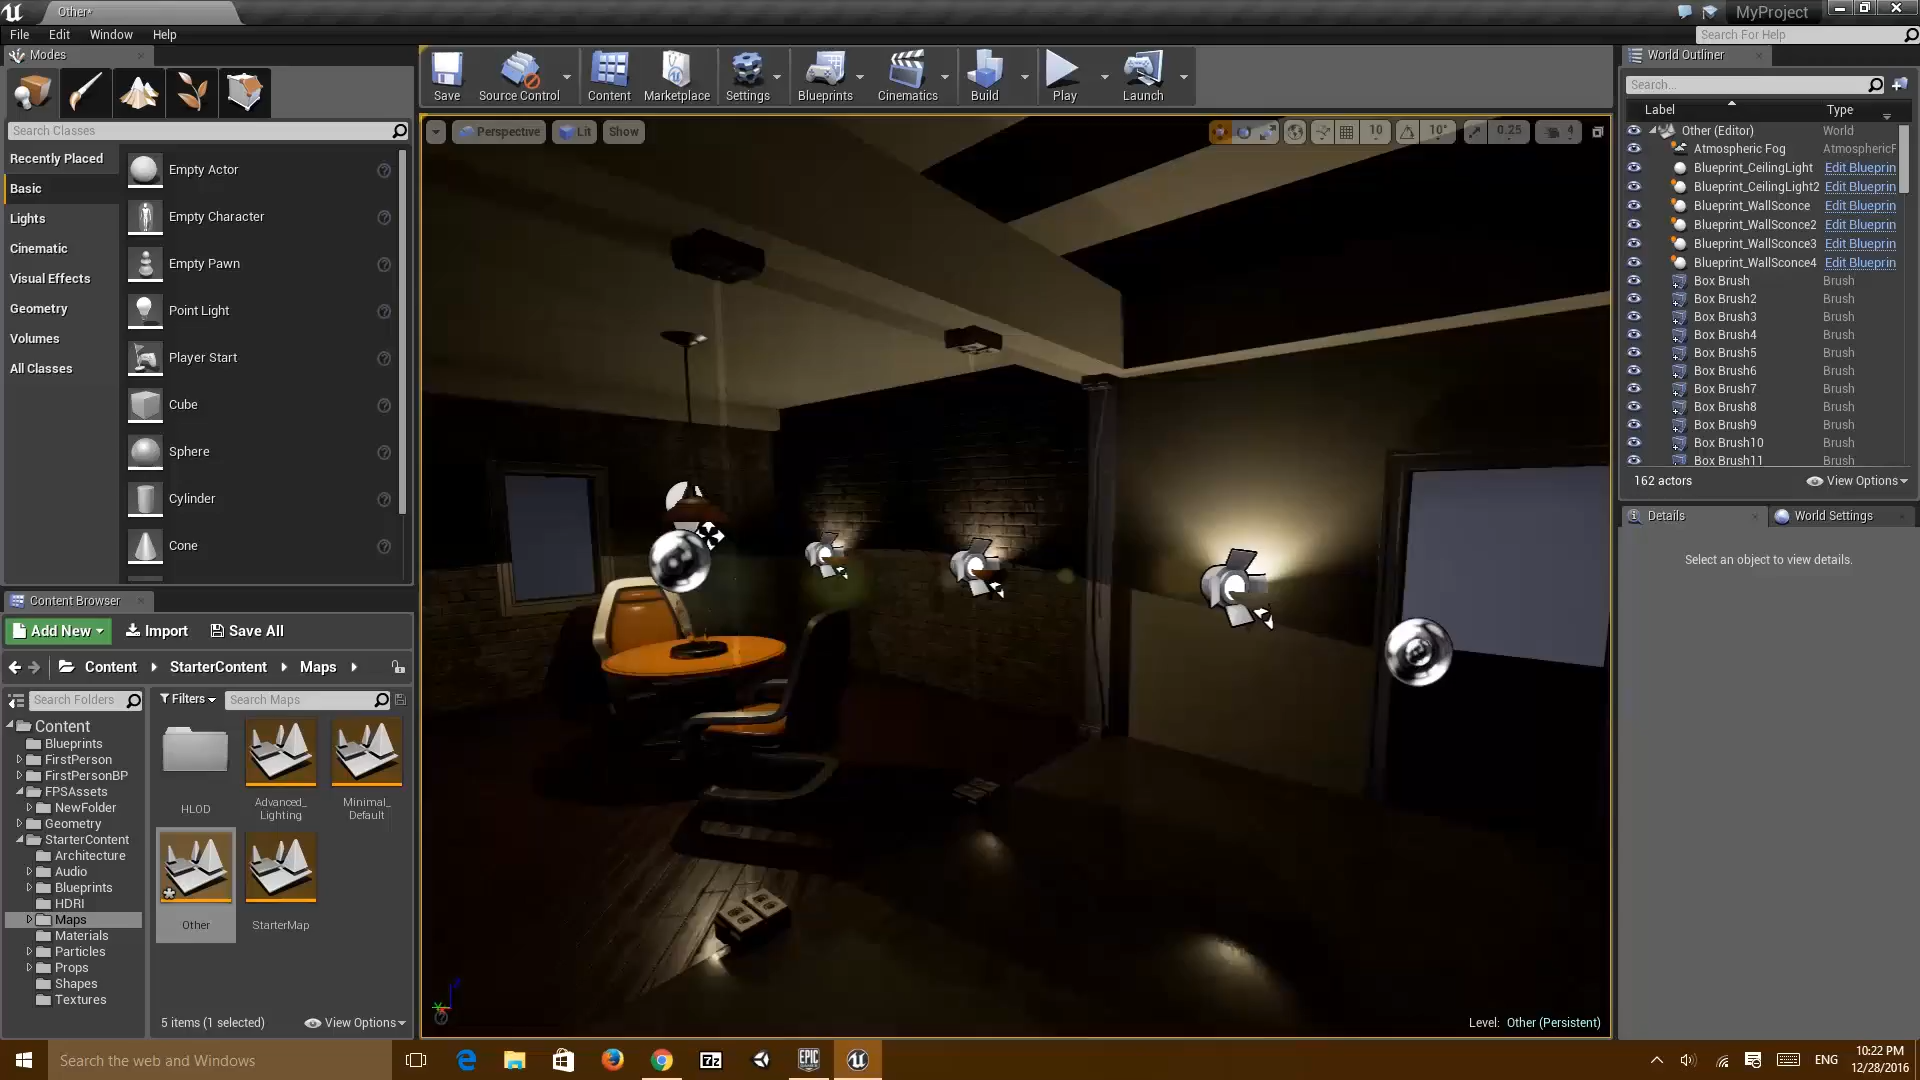 Other*
MyProject
File Edit Window Help
Search For Help
Modes
Search Classes
Recently Placed
Basic
Lights
Cinematic
Visual Effects
Geometry
Volumes
All Classes
Empty Actor
Empty Character
Empty Pawn
Point Light
Player Start
Cube
Sphere
Cylinder
Cone
Save
Source Control
Content
Marketplace
Settings
Blueprints
Cinematics
Build
Play
Launch
Perspective Lit Show
10 10° 0.25 4
Level: Other (Persistent)
World Outliner
Search...
Label Type
Other (Editor) World
Atmospheric Fog AtmosphericF
Blueprint_CeilingLight Edit Blueprin
Blueprint_CeilingLight2 Edit Blueprin
Blueprint_WallSconce Edit Blueprin
Blueprint_WallSconce2 Edit Blueprin
Blueprint_WallSconce3 Edit Blueprin
Blueprint_WallSconce4 Edit Blueprin
Box Brush Brush
Box Brush2 Brush
Box Brush3 Brush
Box Brush4 Brush
Box Brush5 Brush
Box Brush6 Brush
Box Brush7 Brush
Box Brush8 Brush
Box Brush9 Brush
Box Brush10 Brush
Box Brush11 Brush
162 actors View Options
Details World Settings
Select an object to view details.
Content Browser
Add New Import Save All
Content StarterContent Maps
Search Folders
Filters Search Maps
Content
Blueprints
FirstPerson
FirstPersonBP
FPSAssets
NewFolder
Geometry
StarterContent
Architecture
Audio
Blueprints
HDRI
Maps
Materials
Particles
Props
Shapes
Textures
HLOD
Advanced_
Lighting
Minimal_
Default
Other
StarterMap
5 items (1 selected) View Options
Search the web and Windows
7z
EPIC
GAMES
ENG
10:22 PM
12/28/2016